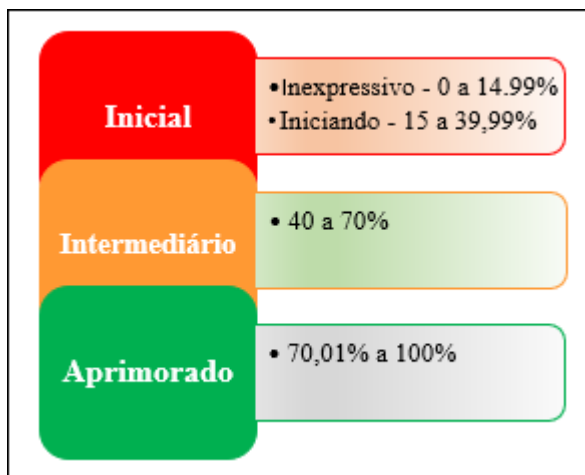 Inicial
•Inexpressivo - 0 a 14.99%
•Iniciando - 15 a 39,99%
Intermediário
• 40 a 70%
Aprimorado
• 70,01% a 100%